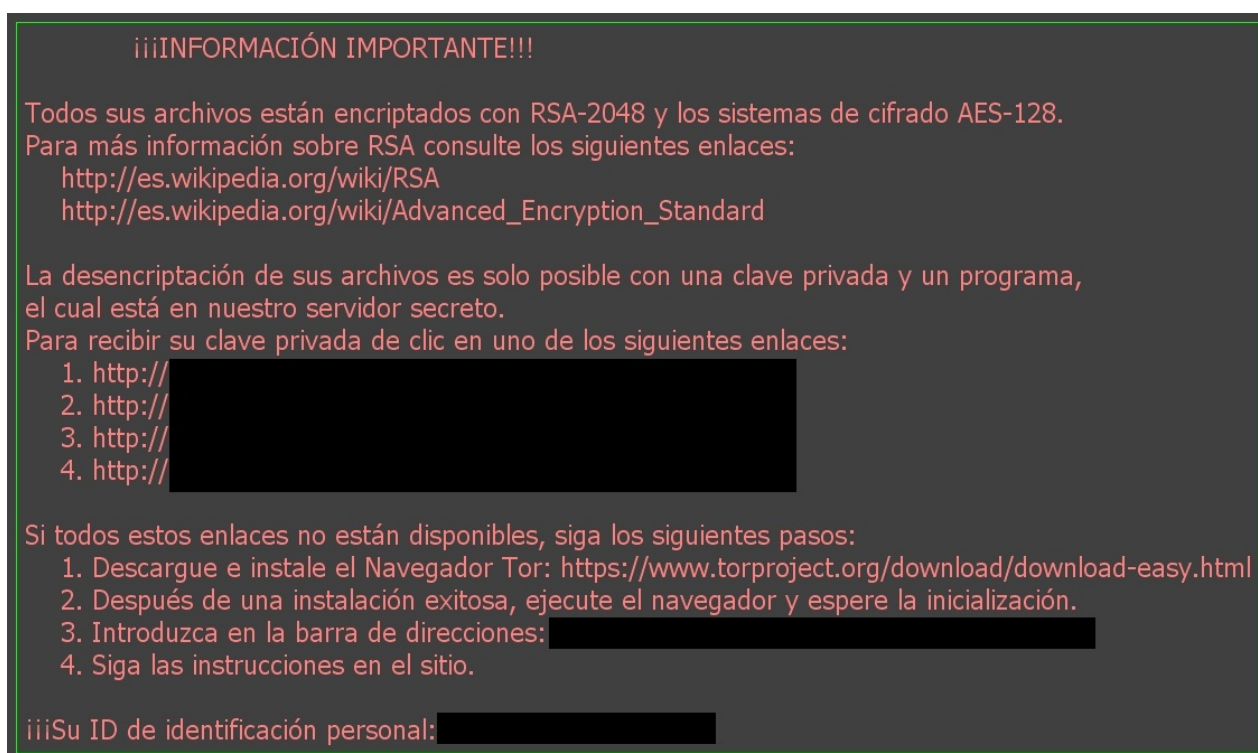 ¡¡¡INFORMACIÓN IMPORTANTE!!!
Todos sus archivos están encriptados con RSA-2048 y los sistemas de cifrado AES-128.
Para más información sobre RSA consulte los siguientes enlaces:
http://es.wikipedia.org/wiki/RSA
http://es.wikipedia.org/wiki/Advanced_Encryption_Standard
La desencriptación de sus archivos es solo posible con una clave privada y un programa,
el cual está en nuestro servidor secreto.
Para recibir su clave privada de clic en uno de los siguientes enlaces:
1. http://
2. http://
3. http://
4. http://
Si todos estos enlaces no están disponibles, siga los siguientes pasos:
1. Descargue e instale el Navegador Tor: https://www.torproject.org/download/download-easy.html
2. Después de una instalación exitosa, ejecute el navegador y espere la inicialización.
3. Introduzca en la barra de direcciones:
4. Siga las instrucciones en el sitio.
¡¡¡Su ID de identificación personal: